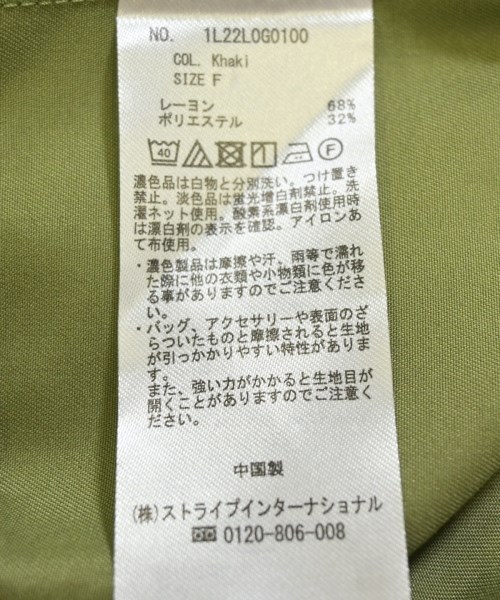 NO. 1L22L0G0100
COL. Khaki
SIZE F
レーヨン 68%
ポリエステル 32%
40 F
濃色品は白物と分別洗い。つけ置き
禁止。淡色品は蛍光増白剤禁止。洗
濯ネット使用。酸素系漂白剤使用時
は漂白剤の表示を確認。アイロンあ
て布使用。
・濃色製品は摩擦や汗、雨等で濡れ
た際に他の衣類や小物類に色が移
る事がありますのでご注意くださ
い。
・バッグ、アクセサリーや表面のざ
らついたものと摩擦されると生地
が引っかかりやすい特性がありま
す。
また、強い力がかかると生地目が
開くことがありますのでご注意く
ださい。
中国製
(株)ストライプインターナショナル
0120-806-008